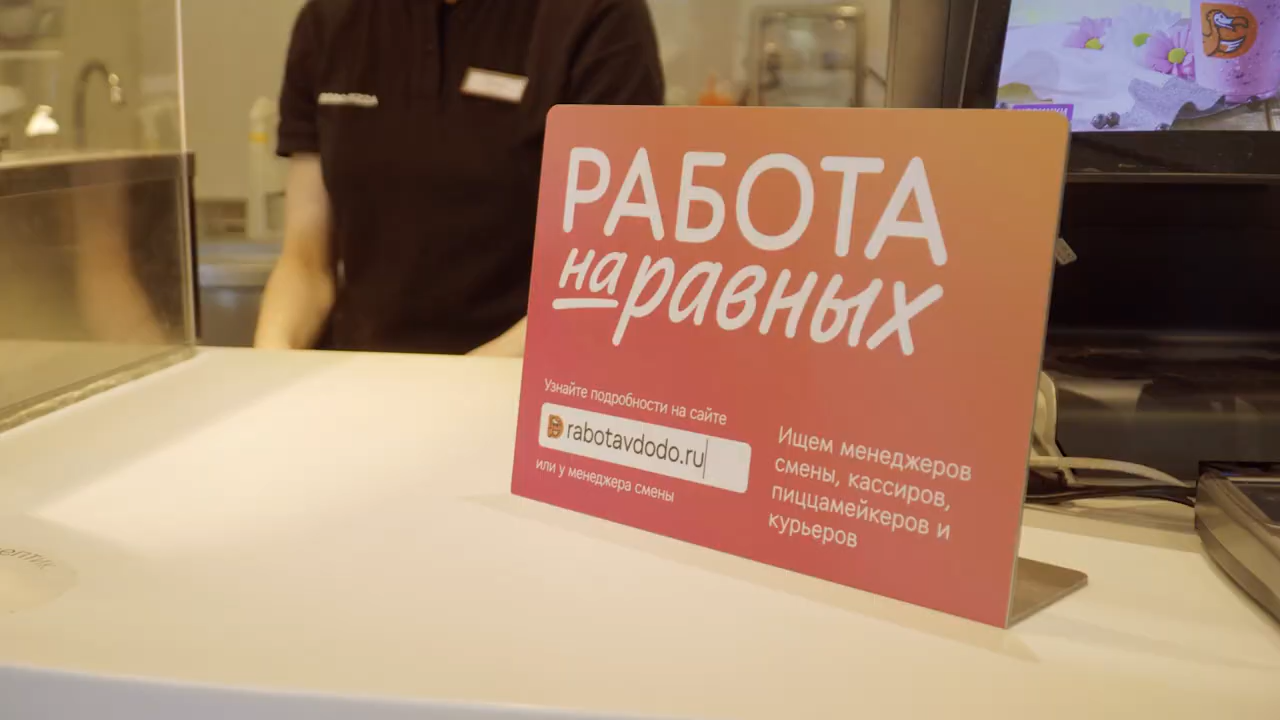 РАБОТА
на равных
Узнайте подробности на сайте
rabotavdodo.ru
или у менеджера смены
Ищем менеджеров
смены, кассиров,
пиццамейкеров и
курьеров